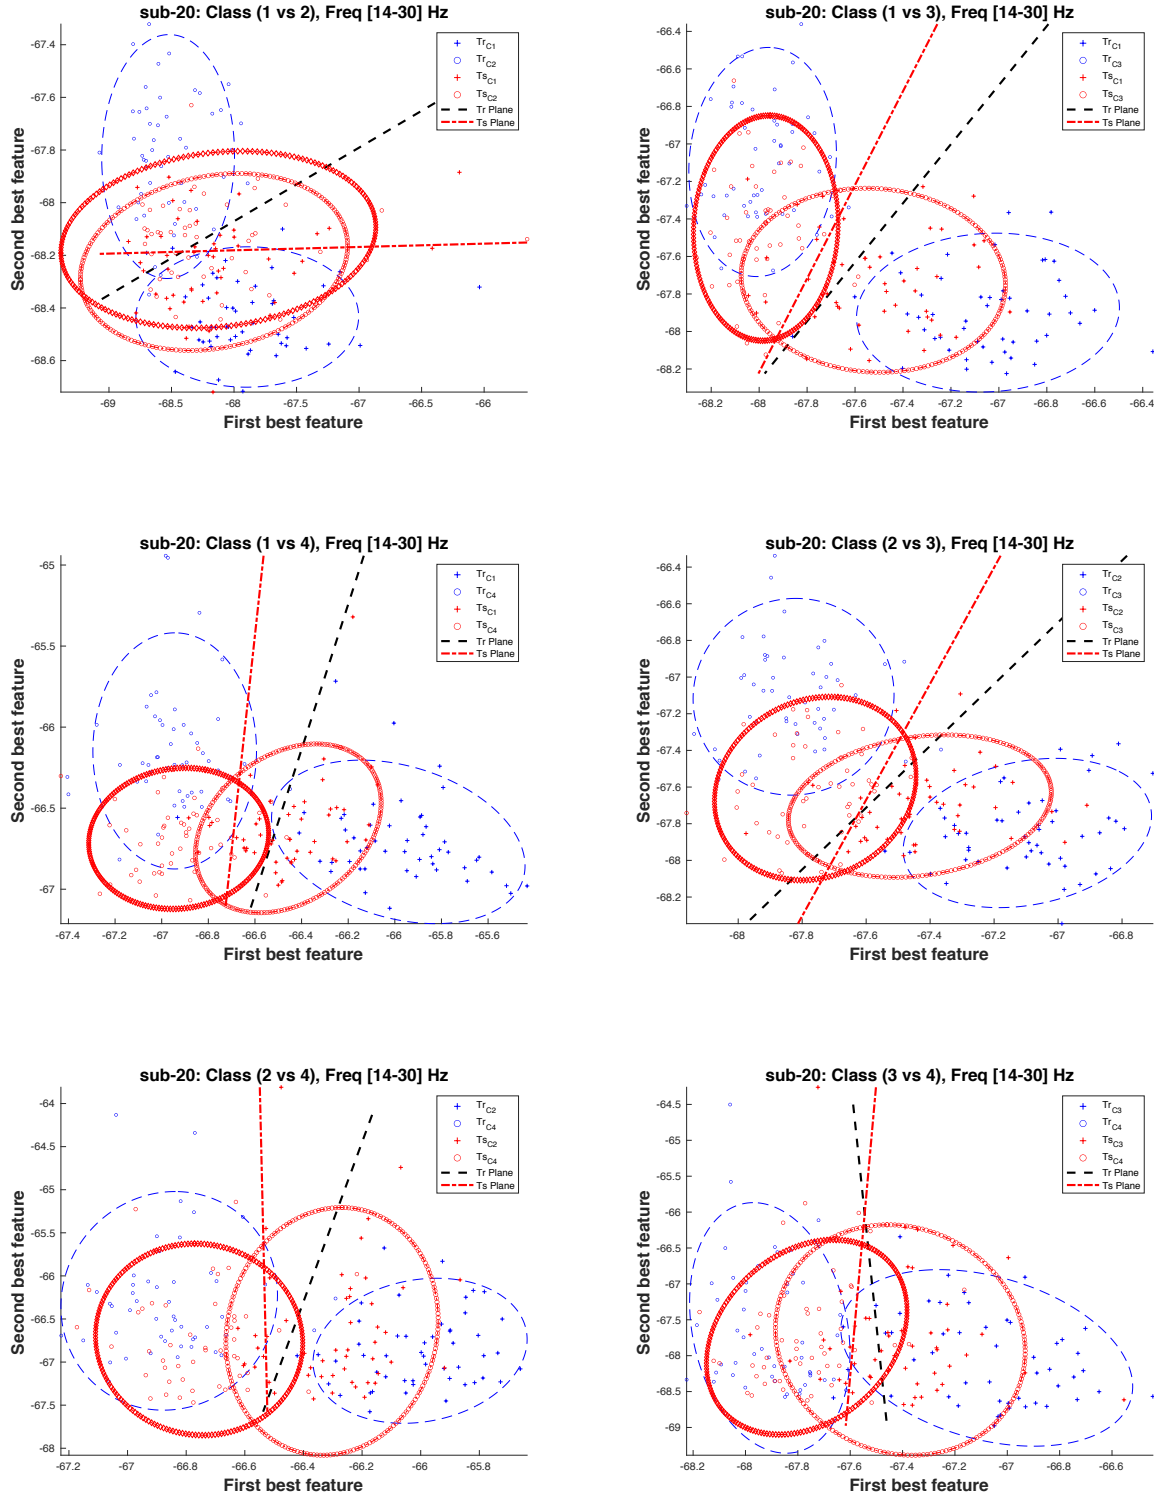 sub-20: Class (1 vs 2), Freq [14-30] Hz
-67.4
-67.6
-67.8
-68
-68.2
-68.4
-68.6
Second best feature
-69 -68.5 -68 -67.5 -67 -66.5 -66
First best feature
TrC1
TrC2
TsC1
TsC2
Tr Plane
Ts Plane
sub-20: Class (1 vs 3), Freq [14-30] Hz
-66.4
-66.6
-66.8
-67
-67.2
-67.4
-67.6
-67.8
-68
-68.2
Second best feature
-68.2 -68 -67.8 -67.6 -67.4 -67.2 -67 -66.8 -66.6 -66.4
First best feature
TrC1
TrC3
TsC1
TsC3
Tr Plane
Ts Plane
sub-20: Class (1 vs 4), Freq [14-30] Hz
-65
-65.5
-66
-66.5
-67
Second best feature
-67.4 -67.2 -67 -66.8 -66.6 -66.4 -66.2 -66 -65.8 -65.6
First best feature
TrC1
TrC4
TsC1
TsC4
Tr Plane
Ts Plane
sub-20: Class (2 vs 3), Freq [14-30] Hz
-66.4
-66.6
-66.8
-67
-67.2
-67.4
-67.6
-67.8
-68
-68.2
Second best feature
-68 -67.8 -67.6 -67.4 -67.2 -67 -66.8
First best feature
TrC2
TrC3
TsC2
TsC3
Tr Plane
Ts Plane
sub-20: Class (2 vs 4), Freq [14-30] Hz
-64
-64.5
-65
-65.5
-66
-66.5
-67
-67.5
-68
Second best feature
-67.2 -67 -66.8 -66.6 -66.4 -66.2 -66 -65.8
First best feature
TrC2
TrC4
TsC2
TsC4
Tr Plane
Ts Plane
sub-20: Class (3 vs 4), Freq [14-30] Hz
-64.5
-65
-65.5
-66
-66.5
-67
-67.5
-68
-68.5
-69
Second best feature
-68.2 -68 -67.8 -67.6 -67.4 -67.2 -67 -66.8 -66.6
First best feature
TrC3
TrC4
TsC3
TsC4
Tr Plane
Ts Plane